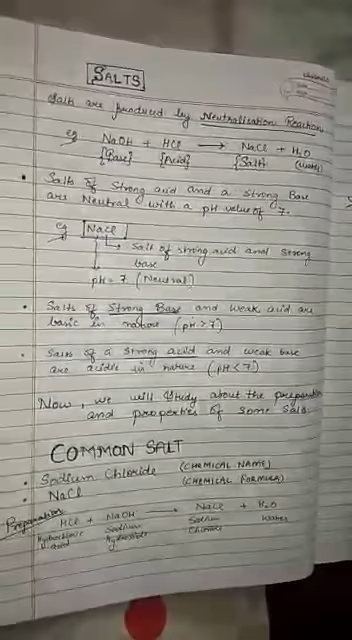 SALTS
Salts are produced by Neutralisation Reaction
eg NaOH + HCl → NaCl + H2O
[Base] [Acid] [Salt] (Water)
• Salts of Strong acid and a strong Base
are Neutral with a pH value of 7.
eg [NaCl]
→ Salt of strong acid and strong
base
pH = 7 (Neutral)
• Salts of Strong Base and weak acid are
basic in nature (pH > 7)
• Salts of a strong acid and weak base
are acidic in nature (pH < 7)
Now, we will study about the preparation
and properties of some salts.
COMMON SALT
• Sodium Chloride (CHEMICAL NAME)
• NaCl (CHEMICAL FORMULA)
Preparation
HCl + NaOH → NaCl + H2O
Hydrochloric Sodium Sodium Water
acid Hydroxide Chloride